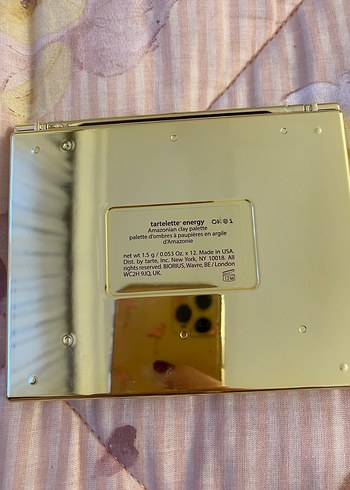 tartelette™ energy
Amazonian clay palette
palette d'ombres à paupières en argile
d'Amazonie
net wt 1.5 g / 0.053 Oz. x 12. Made in USA.
Dist. by tarte, Inc. New York, NY 10018. All
rights reserved. BIORIUS, Wavre, BE / London
WC2H 9JQ, UK.